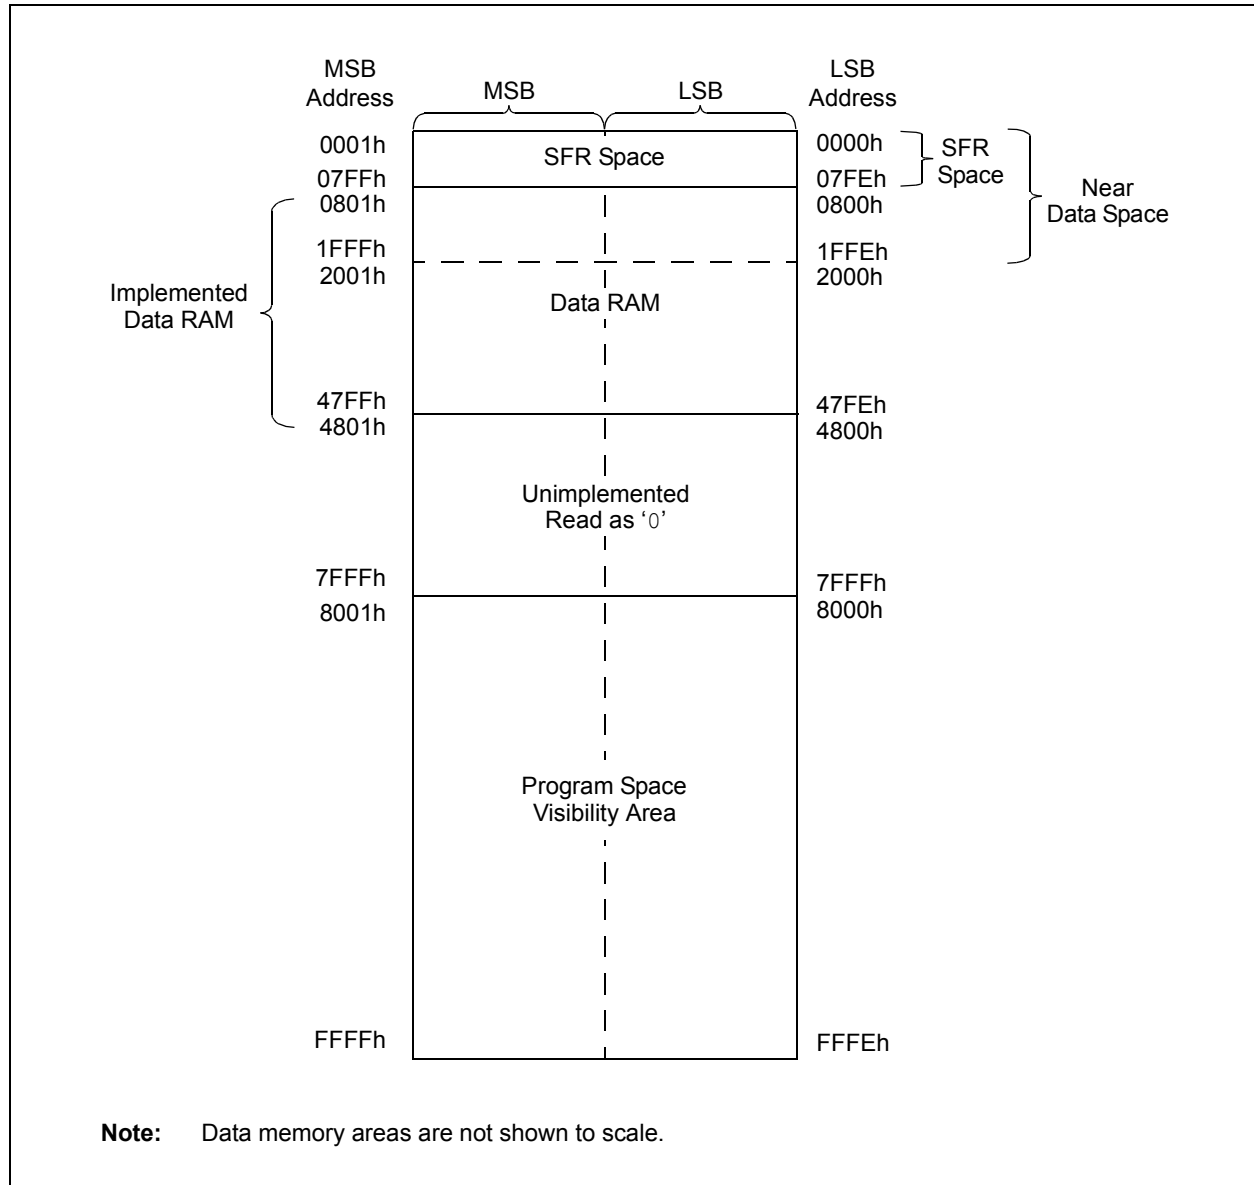 MSB
Address
MSB
LSB
LSB
Address
0001h
SFR Space
0000h
SFR
Space
07FFh
07FEh
0801h
0800h
Near
Data Space
1FFFh
1FFEh
2001h
2000h
Implemented
Data RAM
Data RAM
47FFh
47FEh
4801h
4800h
Unimplemented
Read as ‘0’
7FFFh
7FFFh
8001h
8000h
Program Space
Visibility Area
FFFFh
FFFEh
Note: Data memory areas are not shown to scale.